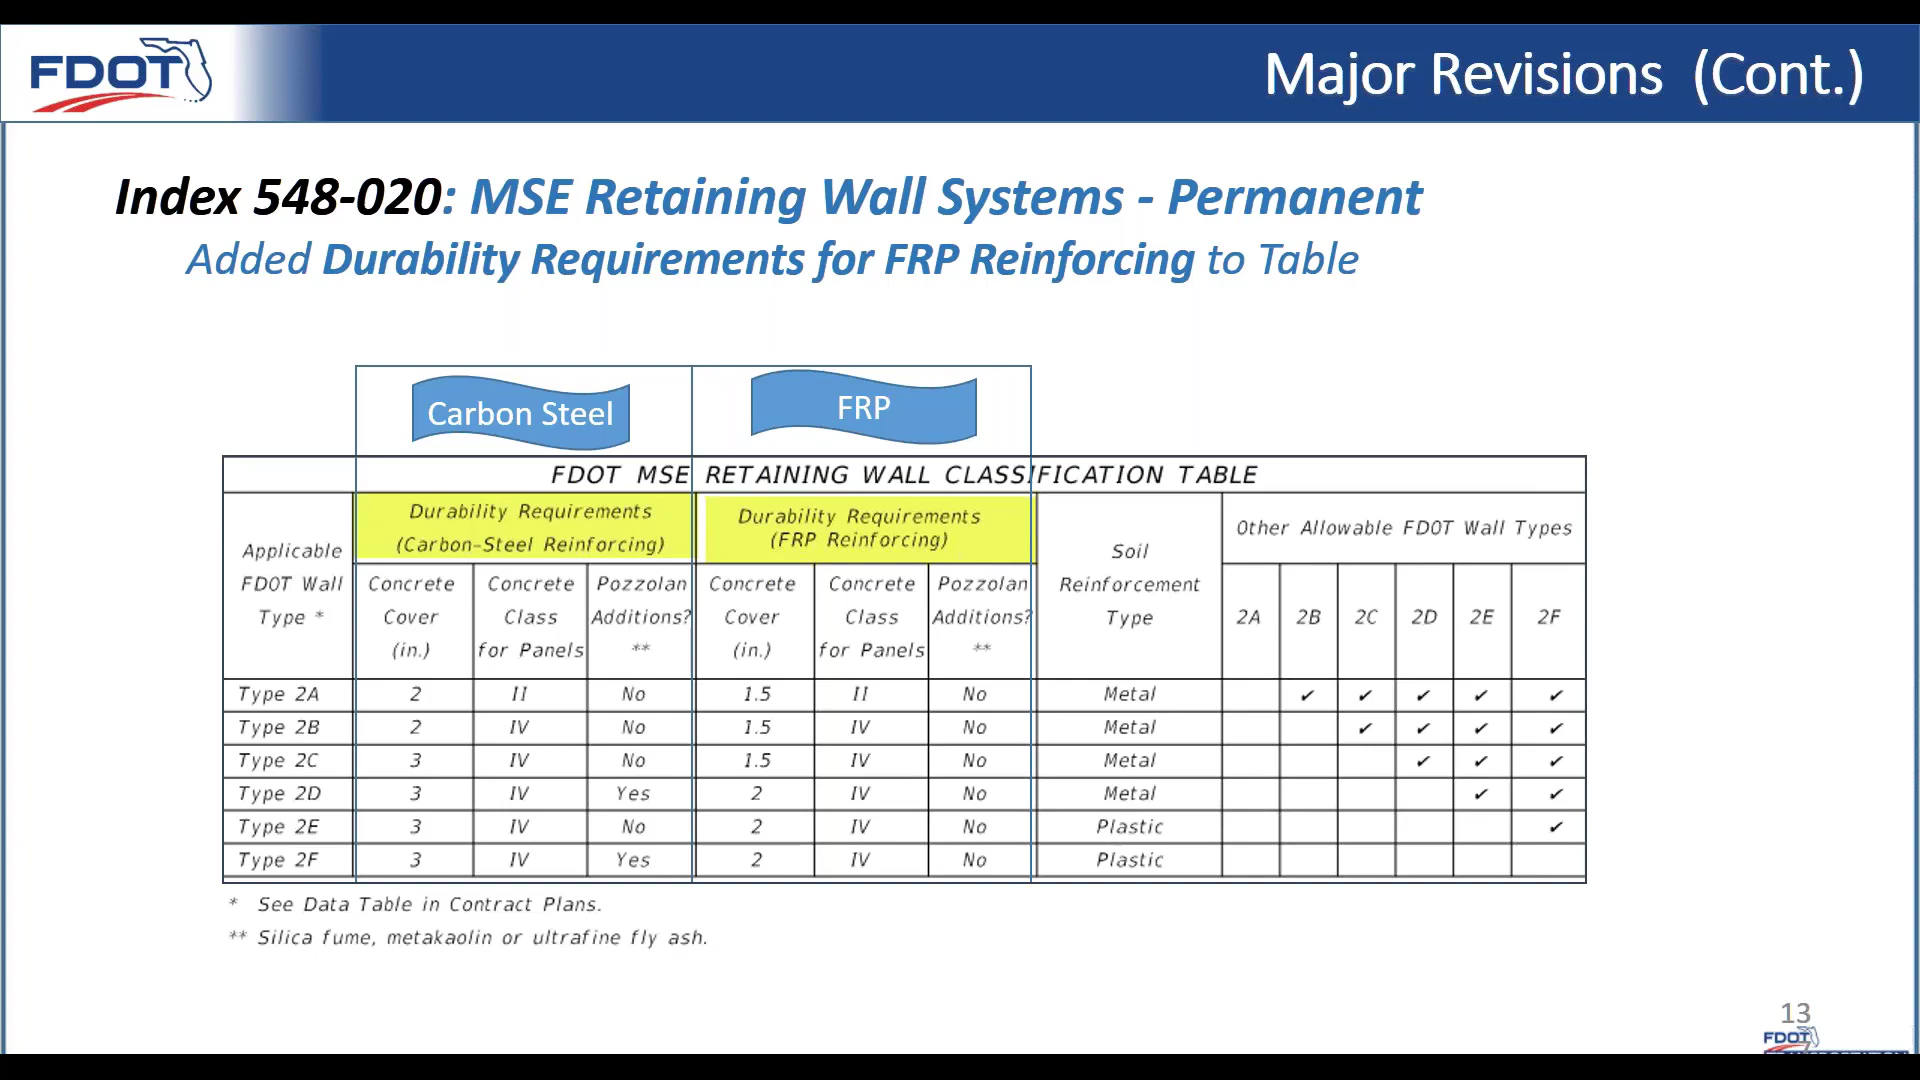 FDOT
Major Revisions (Cont.)
Index 548-020: MSE Retaining Wall Systems - Permanent
Added Durability Requirements for FRP Reinforcing to Table
Carbon Steel FRP
FDOT MSE RETAINING WALL CLASSIFICATION TABLE
Applicable FDOT Wall Type *
Durability Requirements
(Carbon-Steel Reinforcing)
Durability Requirements
(FRP Reinforcing)
Soil Reinforcement Type
Other Allowable FDOT Wall Types
Concrete Cover (in.) Concrete Class for Panels Pozzolan Additions? ** Concrete Cover (in.) Concrete Class for Panels Pozzolan Additions? ** 2A 2B 2C 2D 2E 2F
Type 2A 2 II No 1.5 II No Metal ✔ ✔ ✔ ✔ ✔
Type 2B 2 IV No 1.5 IV No Metal ✔ ✔ ✔ ✔
Type 2C 3 IV No 1.5 IV No Metal ✔ ✔ ✔
Type 2D 3 IV Yes 2 IV No Metal ✔ ✔
Type 2E 3 IV No 2 IV No Plastic ✔
Type 2F 3 IV Yes 2 IV No Plastic
* See Data Table in Contract Plans.
** Silica fume, metakaolin or ultrafine fly ash.
13
FDOT